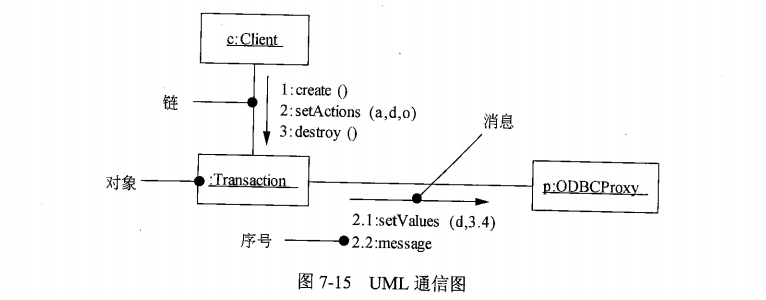 c:Client
1:create ()
2:setActions (a,d,o)
3:destroy ()
链
消息
对象
:Transaction
p:ODBCProxy
2.1:setValues (d,3.4)
序号
2.2:message
图 7-15 UML 通信图